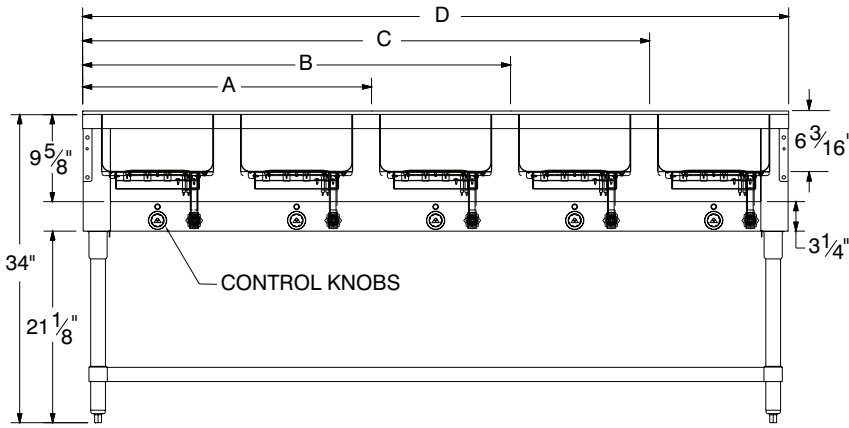 D
C
B
A
9 5/8"
6 3/16'
3 1/4"
34"
CONTROL KNOBS
21 1/8"